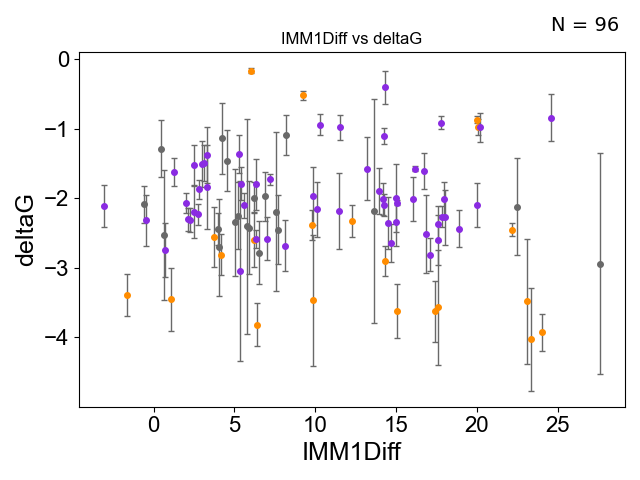 N = 96
IMM1Diff vs deltaG
0
−1
−2
−3
−4
deltaG
0 5 10 15 20 25
IMM1Diff